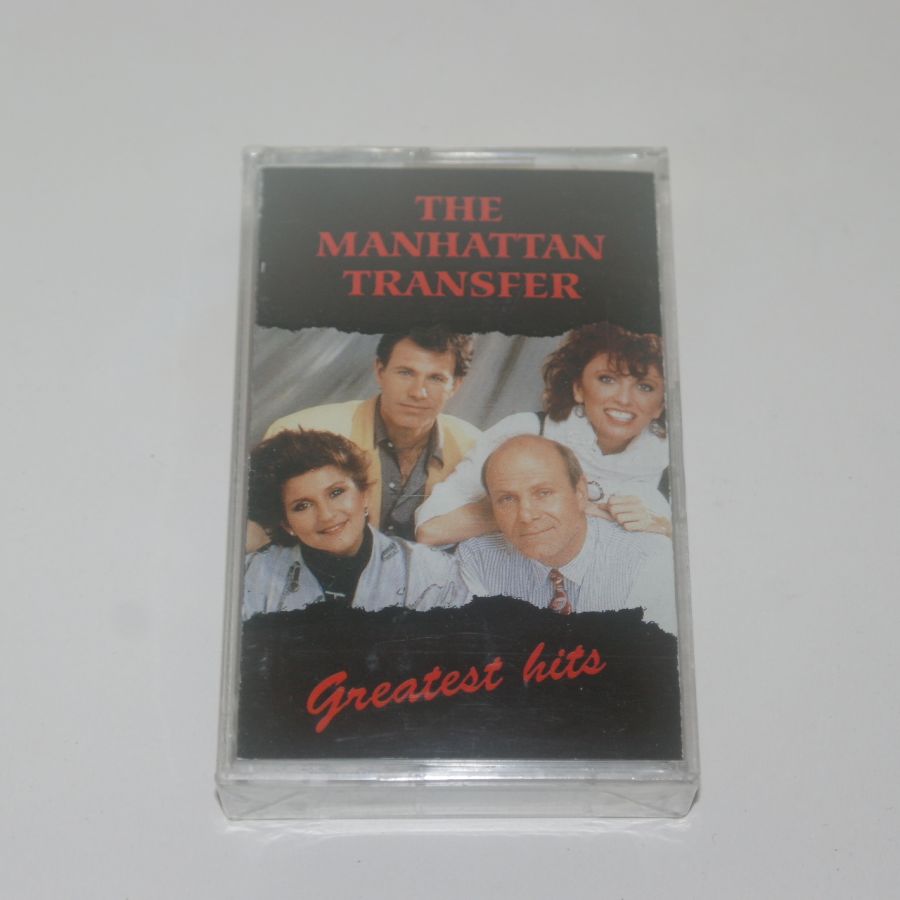 THE
MANHATTAN
TRANSFER
Greatest hits